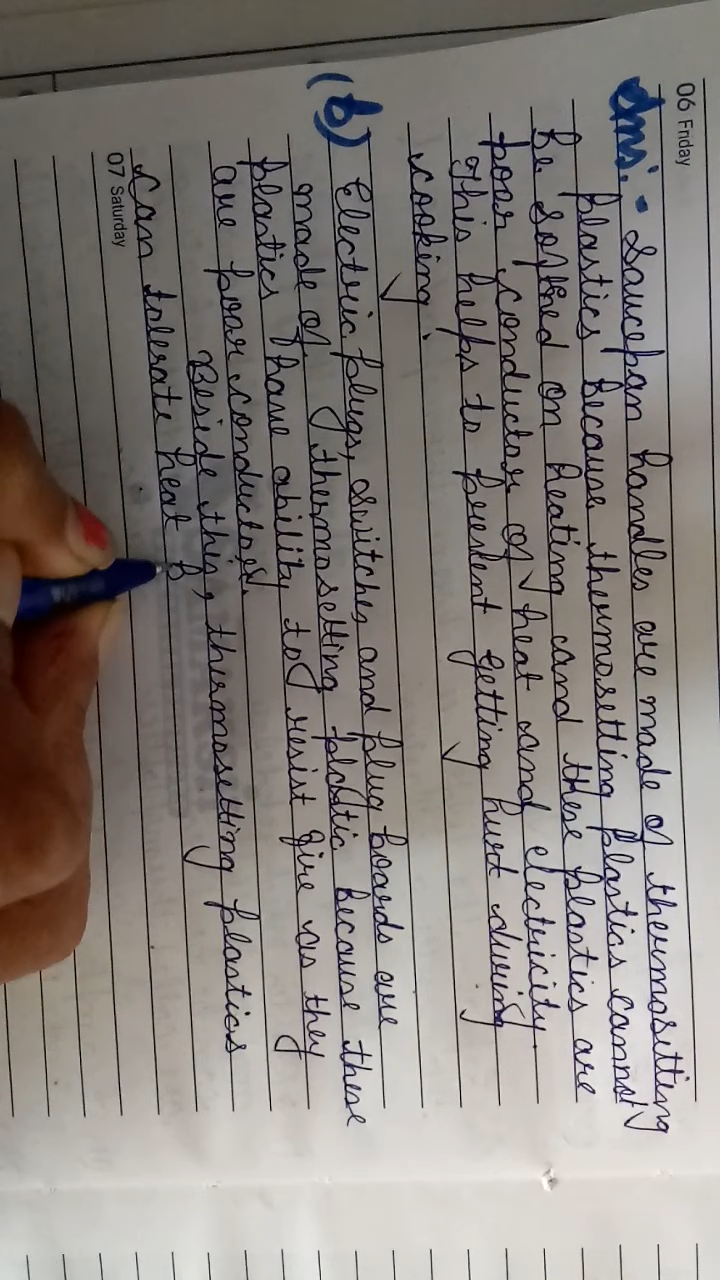 06 Friday
Ans:- Saucepan handles are made of thermosetting
plastics because thermosetting plastics cannot
be softned on heating and these plastics are
poor conductor of heat and electricity.
This helps to prevent getting hurt during
cooking.
(b) Electric plugs, switches and plug boards are
made of thermosetting plastic because these
plastics have ability to resist fire as they
are poor conductor.
Beside this, thermosetting plastics
can tolerate heat
07 Saturday